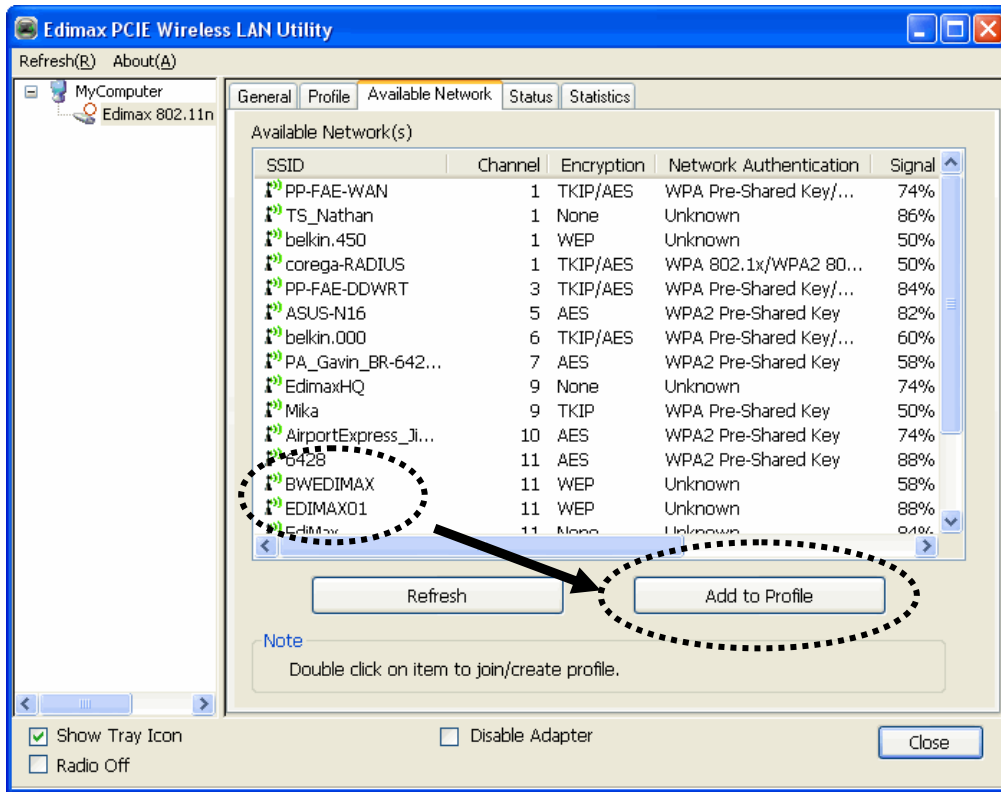 Edimax PCIE Wireless LAN Utility
Refresh(R) About(A)
MyComputer
Edimax 802.11n
General Profile Available Network Status Statistics
Available Network(s)
SSID Channel Encryption Network Authentication Signal
PP-FAE-WAN 1 TKIP/AES WPA Pre-Shared Key/... 74%
TS_Nathan 1 None Unknown 86%
belkin.450 1 WEP Unknown 50%
corega-RADIUS 1 TKIP/AES WPA 802.1x/WPA2 80... 50%
PP-FAE-DDWRT 3 TKIP/AES WPA Pre-Shared Key/... 84%
ASUS-N16 5 AES WPA2 Pre-Shared Key 82%
belkin.000 6 TKIP/AES WPA Pre-Shared Key/... 60%
PA_Gavin_BR-642... 7 AES WPA2 Pre-Shared Key 58%
EdimaxHQ 9 None Unknown 74%
Mika 9 TKIP WPA Pre-Shared Key 50%
AirportExpress_Ji... 10 AES WPA2 Pre-Shared Key 74%
6428 11 AES WPA2 Pre-Shared Key 88%
BWEDIMAX 11 WEP Unknown 58%
EDIMAX01 11 WEP Unknown 88%
EdiMax 11 None Unknown
Refresh Add to Profile
Note
Double click on item to join/create profile.
Show Tray Icon Disable Adapter Close
Radio Off